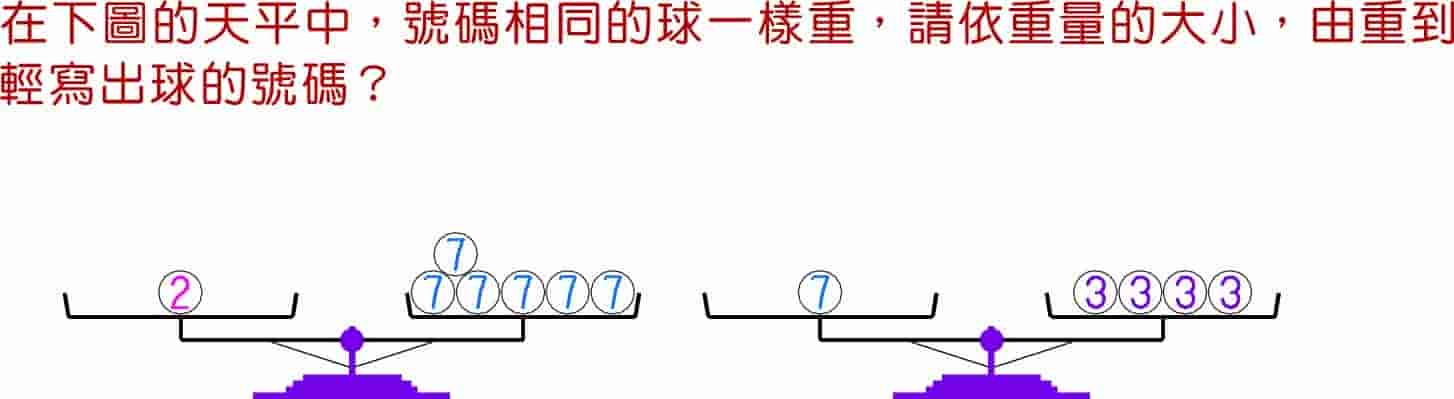 在下圖的天平中，號碼相同的球一樣重，請依重量的大小，由重到
輕寫出球的號碼？
7
2 7 7 7 7 7 7 3 3 3 3